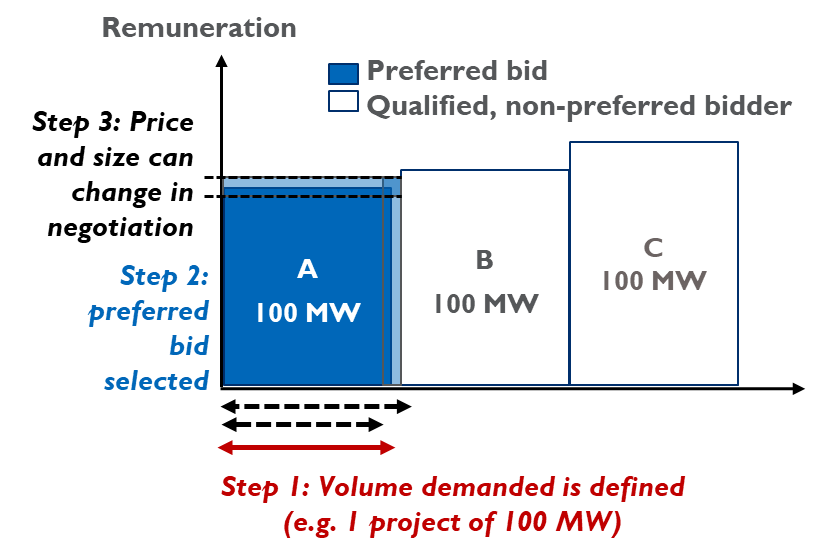 Remuneration
Preferred bid
Qualified, non-preferred bidder
Step 3: Price
and size can
change in
negotiation
Step 2:
preferred
bid
selected
A
100 MW
B
100 MW
C
100 MW
Step 1: Volume demanded is defined
(e.g. 1 project of 100 MW)